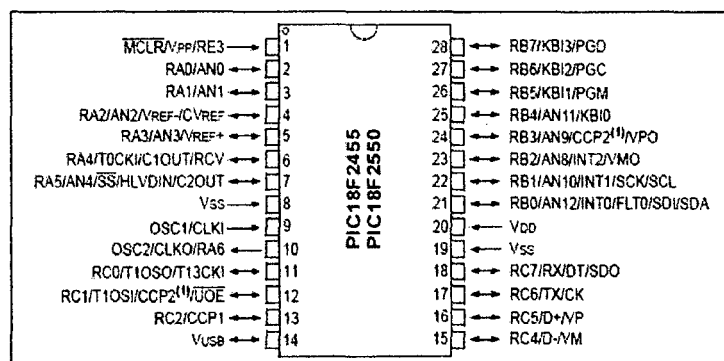 MCLR/VPP/RE3 1
RA0/AN0 2
RA1/AN1 3
RA2/AN2/VREF-/CVREF 4
RA3/AN3/VREF+ 5
RA4/T0CKI/C1OUT/RCV 6
RA5/AN4/SS/HLVDIN/C2OUT 7
VSS 8
OSC1/CLKI 9
OSC2/CLKO/RA6 10
RC0/T1OSO/T13CKI 11
RC1/T1OSI/CCP2(1)/UOE 12
RC2/CCP1 13
VUSB 14
PIC18F2455
PIC18F2550
28 RB7/KBI3/PGD
27 RB6/KBI2/PGC
26 RB5/KBI1/PGM
25 RB4/AN11/KBI0
24 RB3/AN9/CCP2(1)/VPO
23 RB2/AN8/INT2/VMO
22 RB1/AN10/INT1/SCK/SCL
21 RB0/AN12/INT0/FLT0/SDI/SDA
20 VDD
19 VSS
18 RC7/RX/DT/SDO
17 RC6/TX/CK
16 RC5/D+/VP
15 RC4/D-/VM